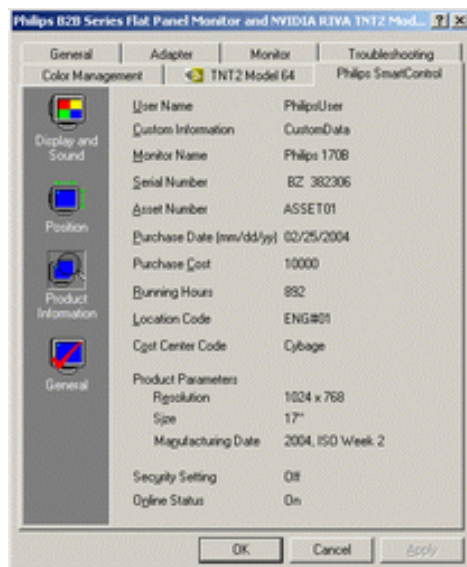 Philips B2B Series Flat Panel Monitor and NVIDIA RIVA TNT2 Mod...
General Adapter Monitor Troubleshooting
Color Management TNT2 Model 64 Philips SmartControl
Display and Sound
Position
Product Information
General
User Name PhilipsUser
Custom Information CustomData
Monitor Name Philips 170B
Serial Number BZ 382306
Asset Number ASSET01
Purchase Date (mm/dd/yy) 02/25/2004
Purchase Cost 10000
Running Hours 892
Location Code ENG#01
Cost Center Code Cybage
Product Parameters
Resolution 1024 x 768
Size 17"
Manufacturing Date 2004, ISO Week 2
Security Setting Off
Online Status On
OK Cancel Apply